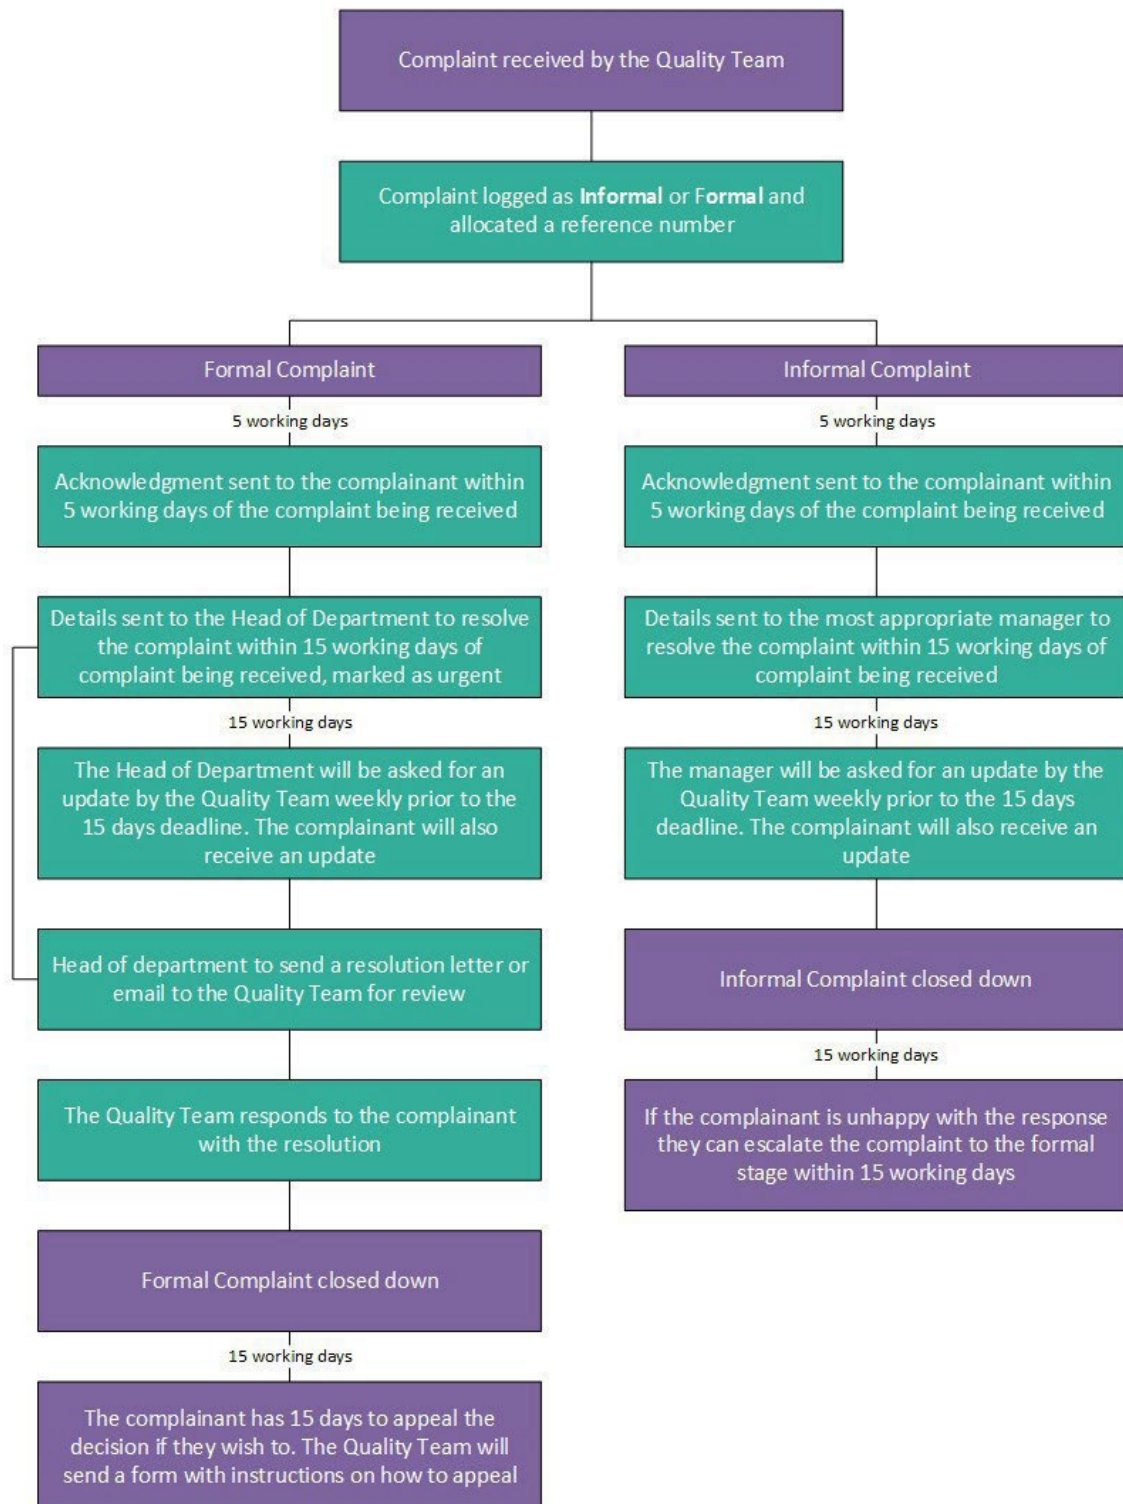 Complaint received by the Quality Team
Complaint logged as Informal or Formal and
allocated a reference number
Formal Complaint
5 working days
Acknowledgment sent to the complainant within
5 working days of the complaint being received
Details sent to the Head of Department to resolve
the complaint within 15 working days of
complaint being received, marked as urgent
15 working days
The Head of Department will be asked for an
update by the Quality Team weekly prior to the
15 days deadline. The complainant will also
receive an update
Head of department to send a resolution letter or
email to the Quality Team for review
The Quality Team responds to the complainant
with the resolution
Formal Complaint closed down
15 working days
The complainant has 15 days to appeal the
decision if they wish to. The Quality Team will
send a form with instructions on how to appeal
Informal Complaint
5 working days
Acknowledgment sent to the complainant within
5 working days of the complaint being received
Details sent to the most appropriate manager to
resolve the complaint within 15 working days of
complaint being received
15 working days
The manager will be asked for an update by the
Quality Team weekly prior to the 15 days
deadline. The complainant will also receive an
update
Informal Complaint closed down
15 working days
If the complainant is unhappy with the response
they can escalate the complaint to the formal
stage within 15 working days